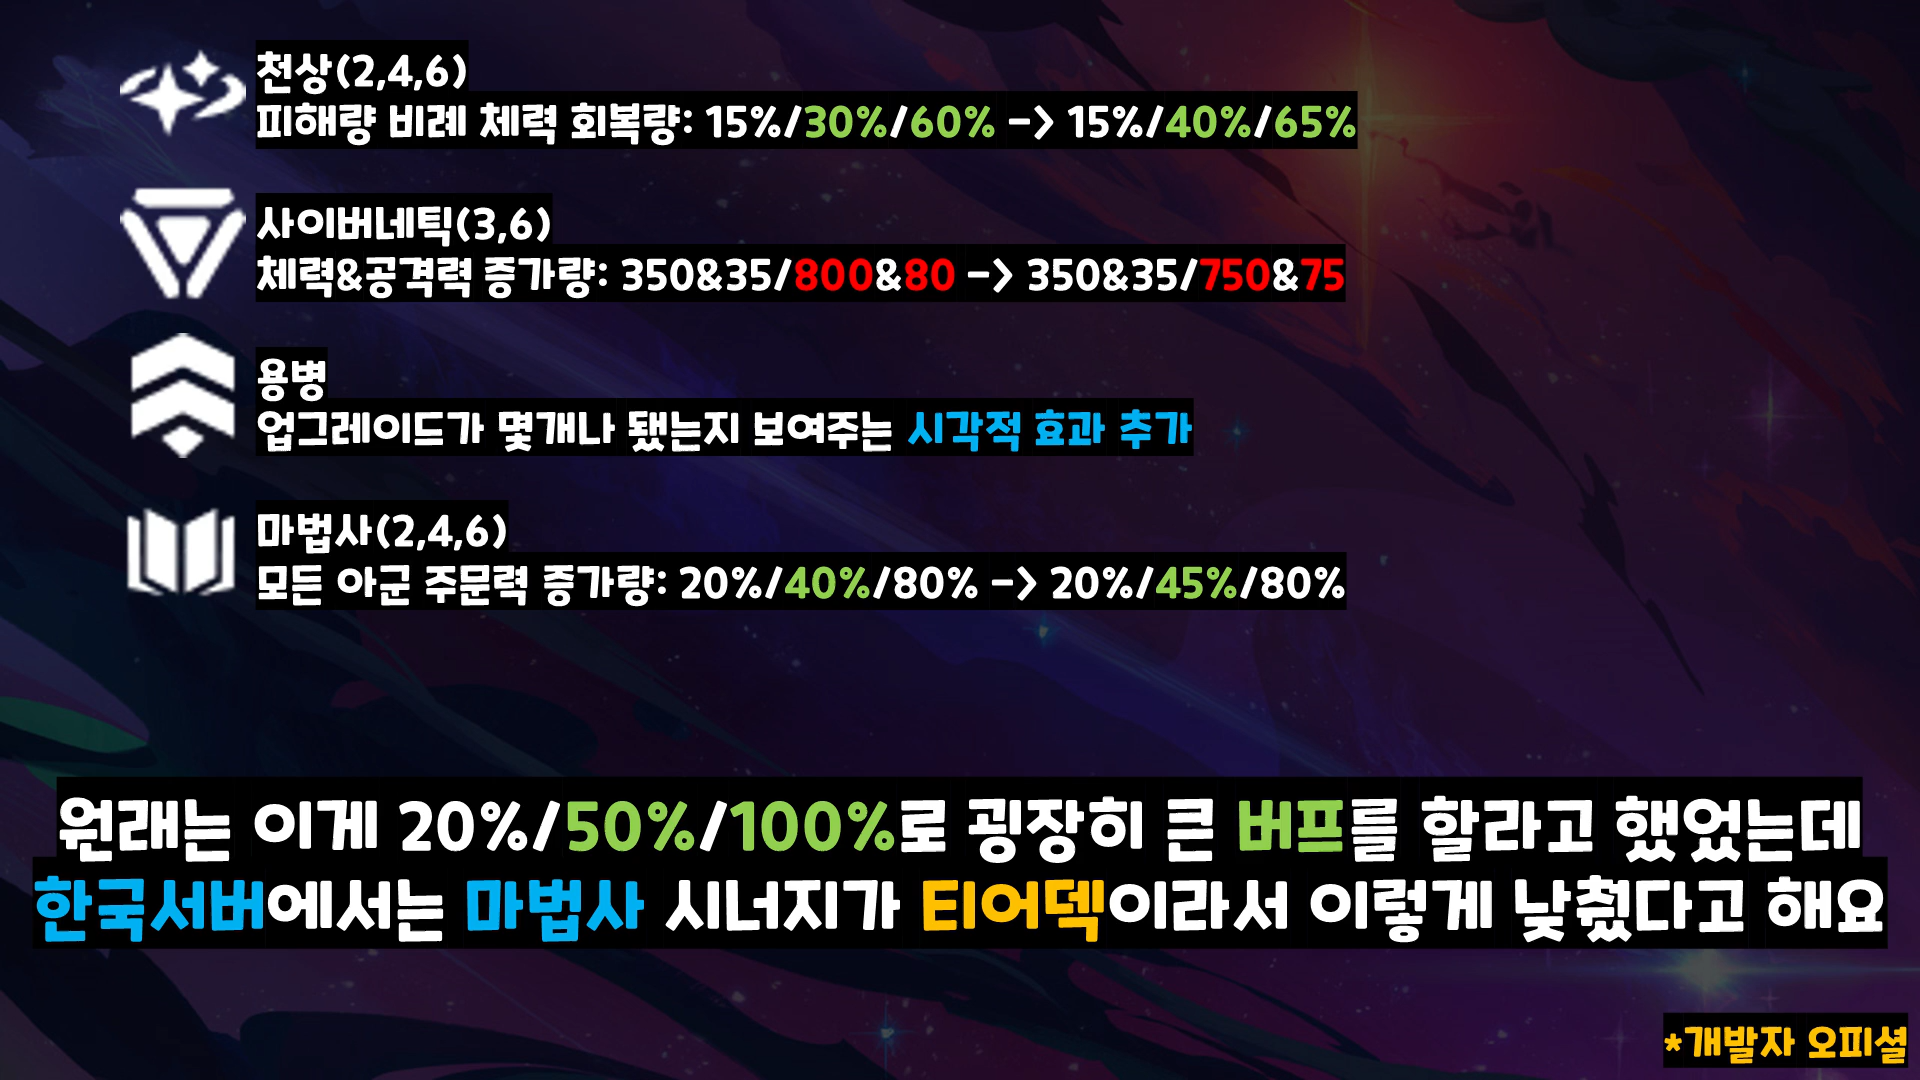 천상(2,4,6)
피해량 비례 체력 회복량: 15%/30%/60% -> 15%/40%/65%
사이버네틱(3,6)
체력&공격력 증가량: 350&35/800&80 -> 350&35/750&75
용병
업그레이드가 몇개나 됐는지 보여주는 시각적 효과 추가
마법사(2,4,6)
모든 아군 주문력 증가량: 20%/40%/80% -> 20%/45%/80%
원래는 이게 20%/50%/100%로 굉장히 큰 버프를 할라고 했었는데
한국서버에서는 마법사 시너지가 티어덱이라서 이렇게 낮췄다고 해요
*개발자 오피셜